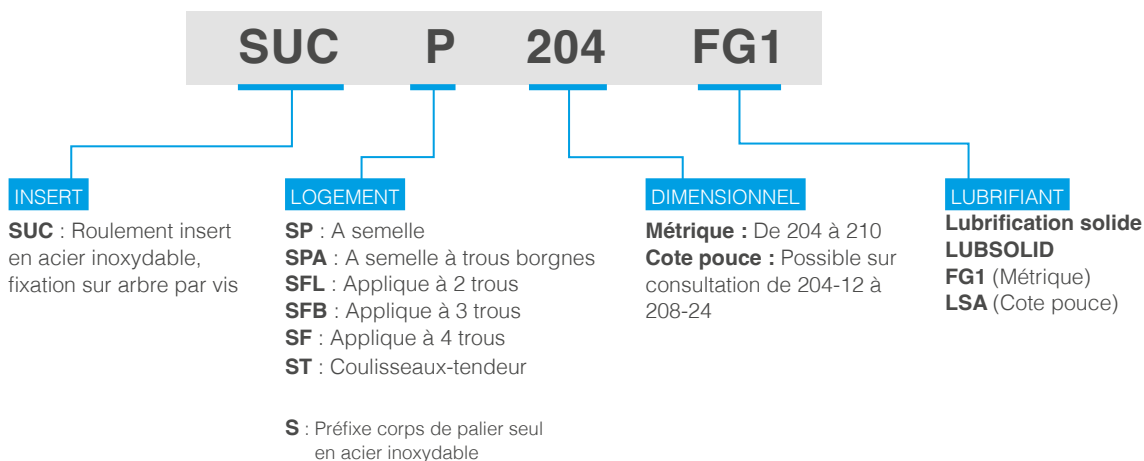 SUC P 204 FG1
INSERT
SUC : Roulement insert
en acier inoxydable,
fixation sur arbre par vis
LOGEMENT
SP : A semelle
SPA : A semelle à trous borgnes
SFL : Applique à 2 trous
SFB : Applique à 3 trous
SF : Applique à 4 trous
ST : Coulisseaux-tendeur
S : Préfixe corps de palier seul
en acier inoxydable
DIMENSIONNEL
Métrique : De 204 à 210
Cote pouce : Possible sur
consultation de 204-12 à
208-24
LUBRIFIANT
Lubrification solide
LUBSOLID
FG1 (Métrique)
LSA (Cote pouce)